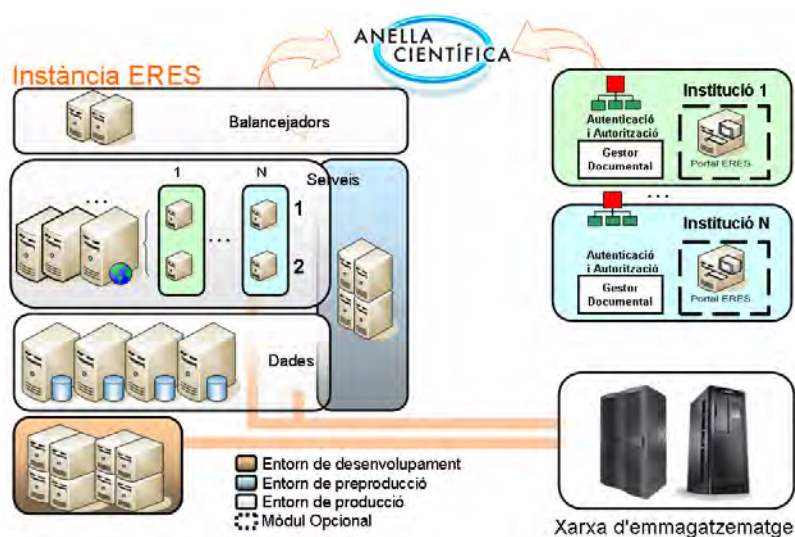 ANELLA
CIENTÍFICA
Instància ERES
Balancejadors
1
N
Serveis
...
...
1
2
Dades
Institució 1
Autenticació
i Autorització
Gestor
Documental
Portal ERES
...
Institució N
Autenticació
i Autorització
Gestor
Documental
Portal ERES
Entorn de desenvolupament
Entorn de preproducció
Entorn de producció
Mòdul Opcional
Xarxa d'emmagatzematge